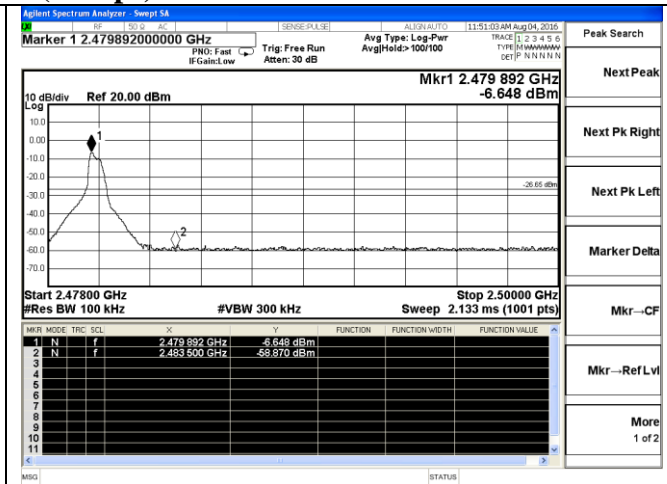 Agilent Spectrum Analyzer - Swept SA
RF 50 Ω AC SENSE:PULSE ALIGN AUTO 11:51:03 AM Aug 04, 2016
Marker 1 2.479892000000 GHz
PNO: Fast
IFGain:Low
Trig: Free Run
Atten: 30 dB
Avg Type: Log-Pwr
Avg|Hold:> 100/100
TRACE 1 2 3 4 5 6
TYPE M WWWWW
DET P N N N N N
Mkr1 2.479 892 GHz
-6.648 dBm
10 dB/div Ref 20.00 dBm
Log
10.0
0.00
-10.0
-20.0
-30.0
-40.0
-50.0
-60.0
-70.0
1
2
-26.65 dBm
Start 2.47800 GHz Stop 2.50000 GHz
#Res BW 100 kHz #VBW 300 kHz Sweep 2.133 ms (1001 pts)
MKR MODE TRC SCL X Y FUNCTION FUNCTION WIDTH FUNCTION VALUE
1 N f 2.479 892 GHz -6.648 dBm
2 N f 2.483 500 GHz -58.870 dBm
3
4
5
6
7
8
9
10
11
MSG STATUS
Peak Search
Next Peak
Next Pk Right
Next Pk Left
Marker Delta
Mkr→CF
Mkr→Ref Lvl
More
1 of 2